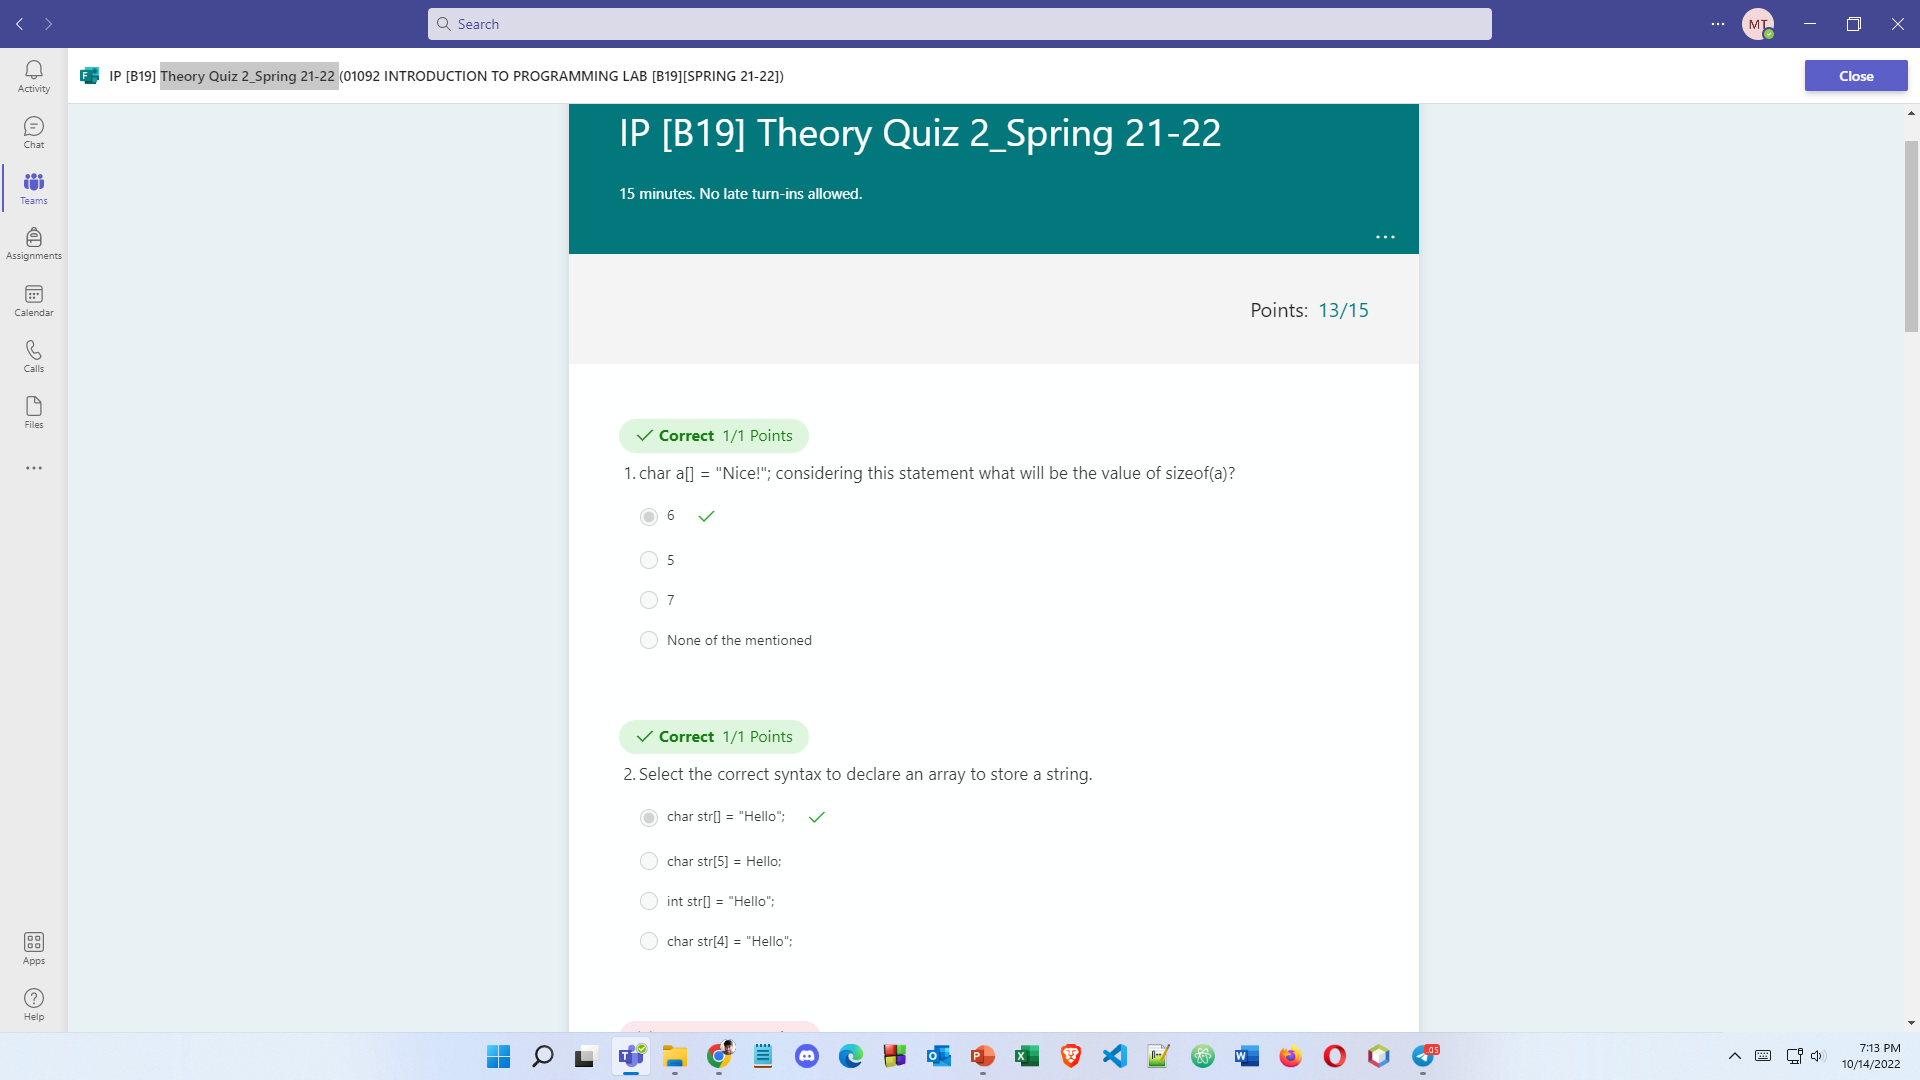 Search
MT
IP [B19] Theory Quiz 2_Spring 21-22 (01092 INTRODUCTION TO PROGRAMMING LAB [B19][SPRING 21-22])
Close
Activity
Chat
Teams
Assignments
Calendar
Calls
Files
Apps
Help
IP [B19] Theory Quiz 2_Spring 21-22
15 minutes. No late turn-ins allowed.
Points: 13/15
Correct 1/1 Points
1. char a[] = "Nice!"; considering this statement what will be the value of sizeof(a)?
6
5
7
None of the mentioned
Correct 1/1 Points
2. Select the correct syntax to declare an array to store a string.
char str[] = "Hello";
char str[5] = Hello;
int str[] = "Hello";
char str[4] = "Hello";
7:13 PM
10/14/2022